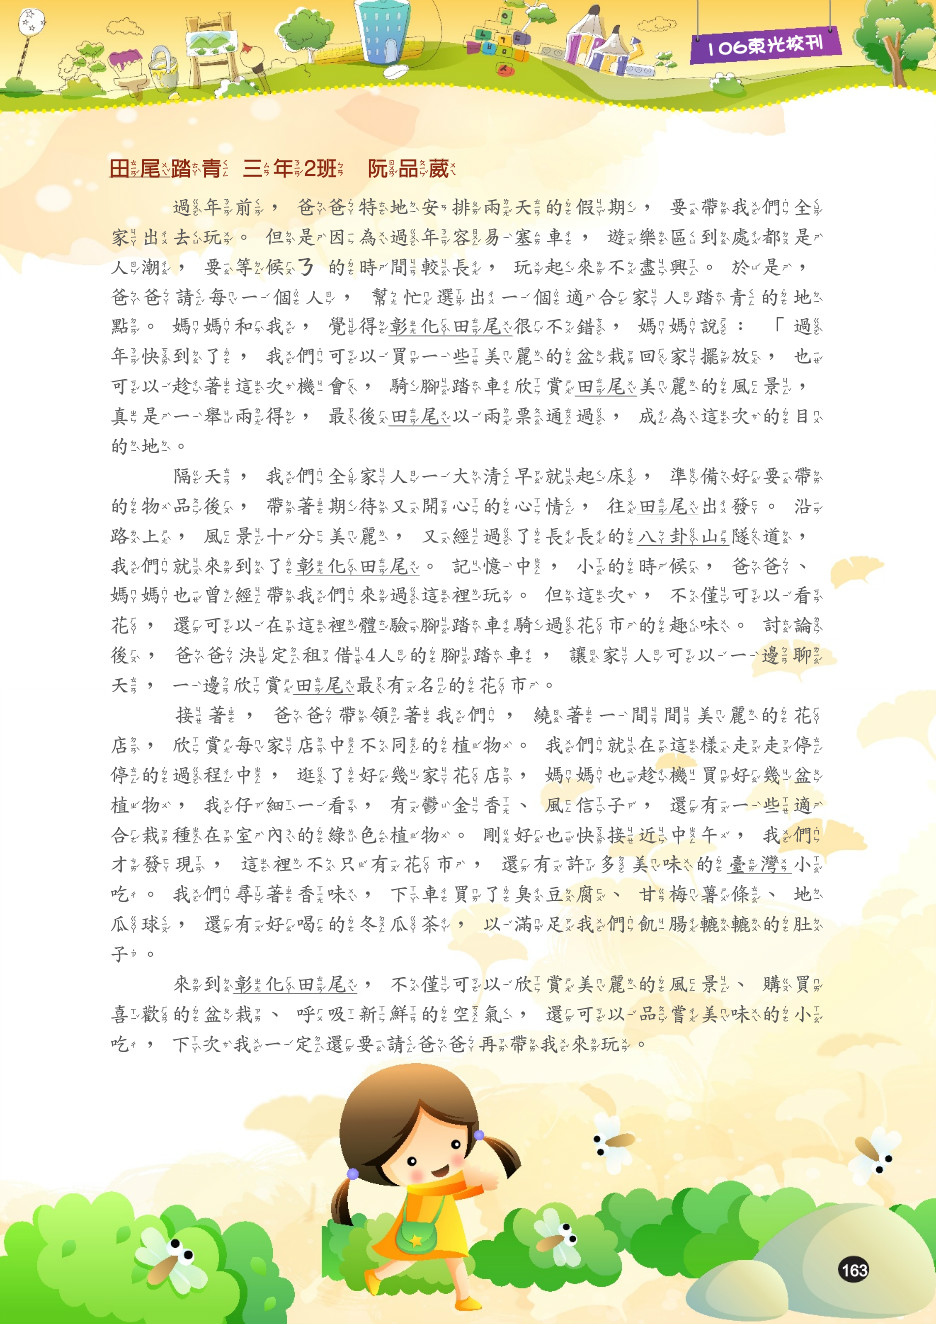 106東光校刊
田尾踏青 三年2班 阮品葳
過年前，爸爸特地安排兩天的假期，要帶我們全
家出去玩。但是因為過年容易塞車，遊樂區到處都是
人潮，要等候ㄋ的時間較長，玩起來不盡興。於是，
爸爸請每一個人，幫忙選出一個適合家人踏青的地
點。媽媽和我，覺得彰化田尾很不錯，媽媽說：「過
年快到了，我們可以買一些美麗的盆栽回家擺放，也
可以趁著這次機會，騎腳踏車欣賞田尾美麗的風景，
真是一舉兩得，最後田尾以兩票通過，成為這次的目
的地。
隔天，我們全家人一大清早就起床，準備好要帶
的物品後，帶著期待又開心的心情，往田尾出發。沿
路上，風景十分美麗，又經過了長長的八卦山隧道，
我們就來到了彰化田尾。記憶中，小的時候，爸爸、
媽媽也曾經帶我們來過這裡玩。但這次，不僅可以看
花，還可以在這裡體驗腳踏車騎過花市的趣味。討論
後，爸爸決定租借4人的腳踏車，讓家人可以一邊聊
天，一邊欣賞田尾最有名的花市。
接著，爸爸帶領著我們，繞著一間間美麗的花
店，欣賞每家店中不同的植物。我們就在這樣走走停
停的過程中，逛了好幾家花店，媽媽也趁機買好幾盆
植物，我仔細一看，有鬱金香、風信子，還有一些適
合栽種在室內的綠色植物。剛好也快接近中午，我們
才發現，這裡不只有花市，還有許多美味的臺灣小
吃。我們尋著香味，下車買了臭豆腐、甘梅薯條、地
瓜球，還有好喝的冬瓜茶，以滿足我們飢腸轆轆的肚
子。
來到彰化田尾，不僅可以欣賞美麗的風景、購買
喜歡的盆栽、呼吸新鮮的空氣，還可以品嘗美味的小
吃，下次我一定還要請爸爸再帶我來玩。
163